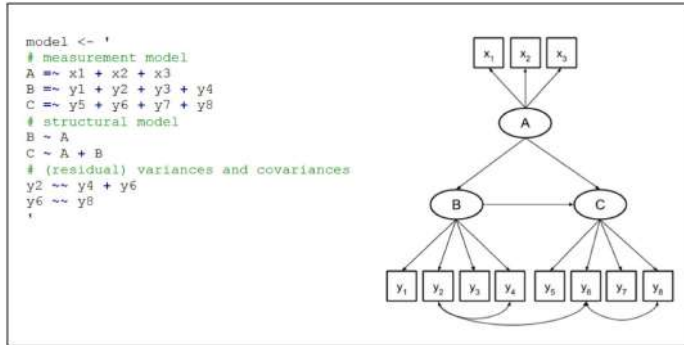 model <- '
# measurement model
A =~ x1 + x2 + x3
B =~ y1 + y2 + y3 + y4
C =~ y5 + y6 + y7 + y8
# structural model
B ~ A
C ~ A + B
# (residual) variances and covariances
y2 ~~ y4 + y6
y6 ~~ y8
'
x1 x2 x3
A
B C
y1 y2 y3 y4 y5 y6 y7 y8